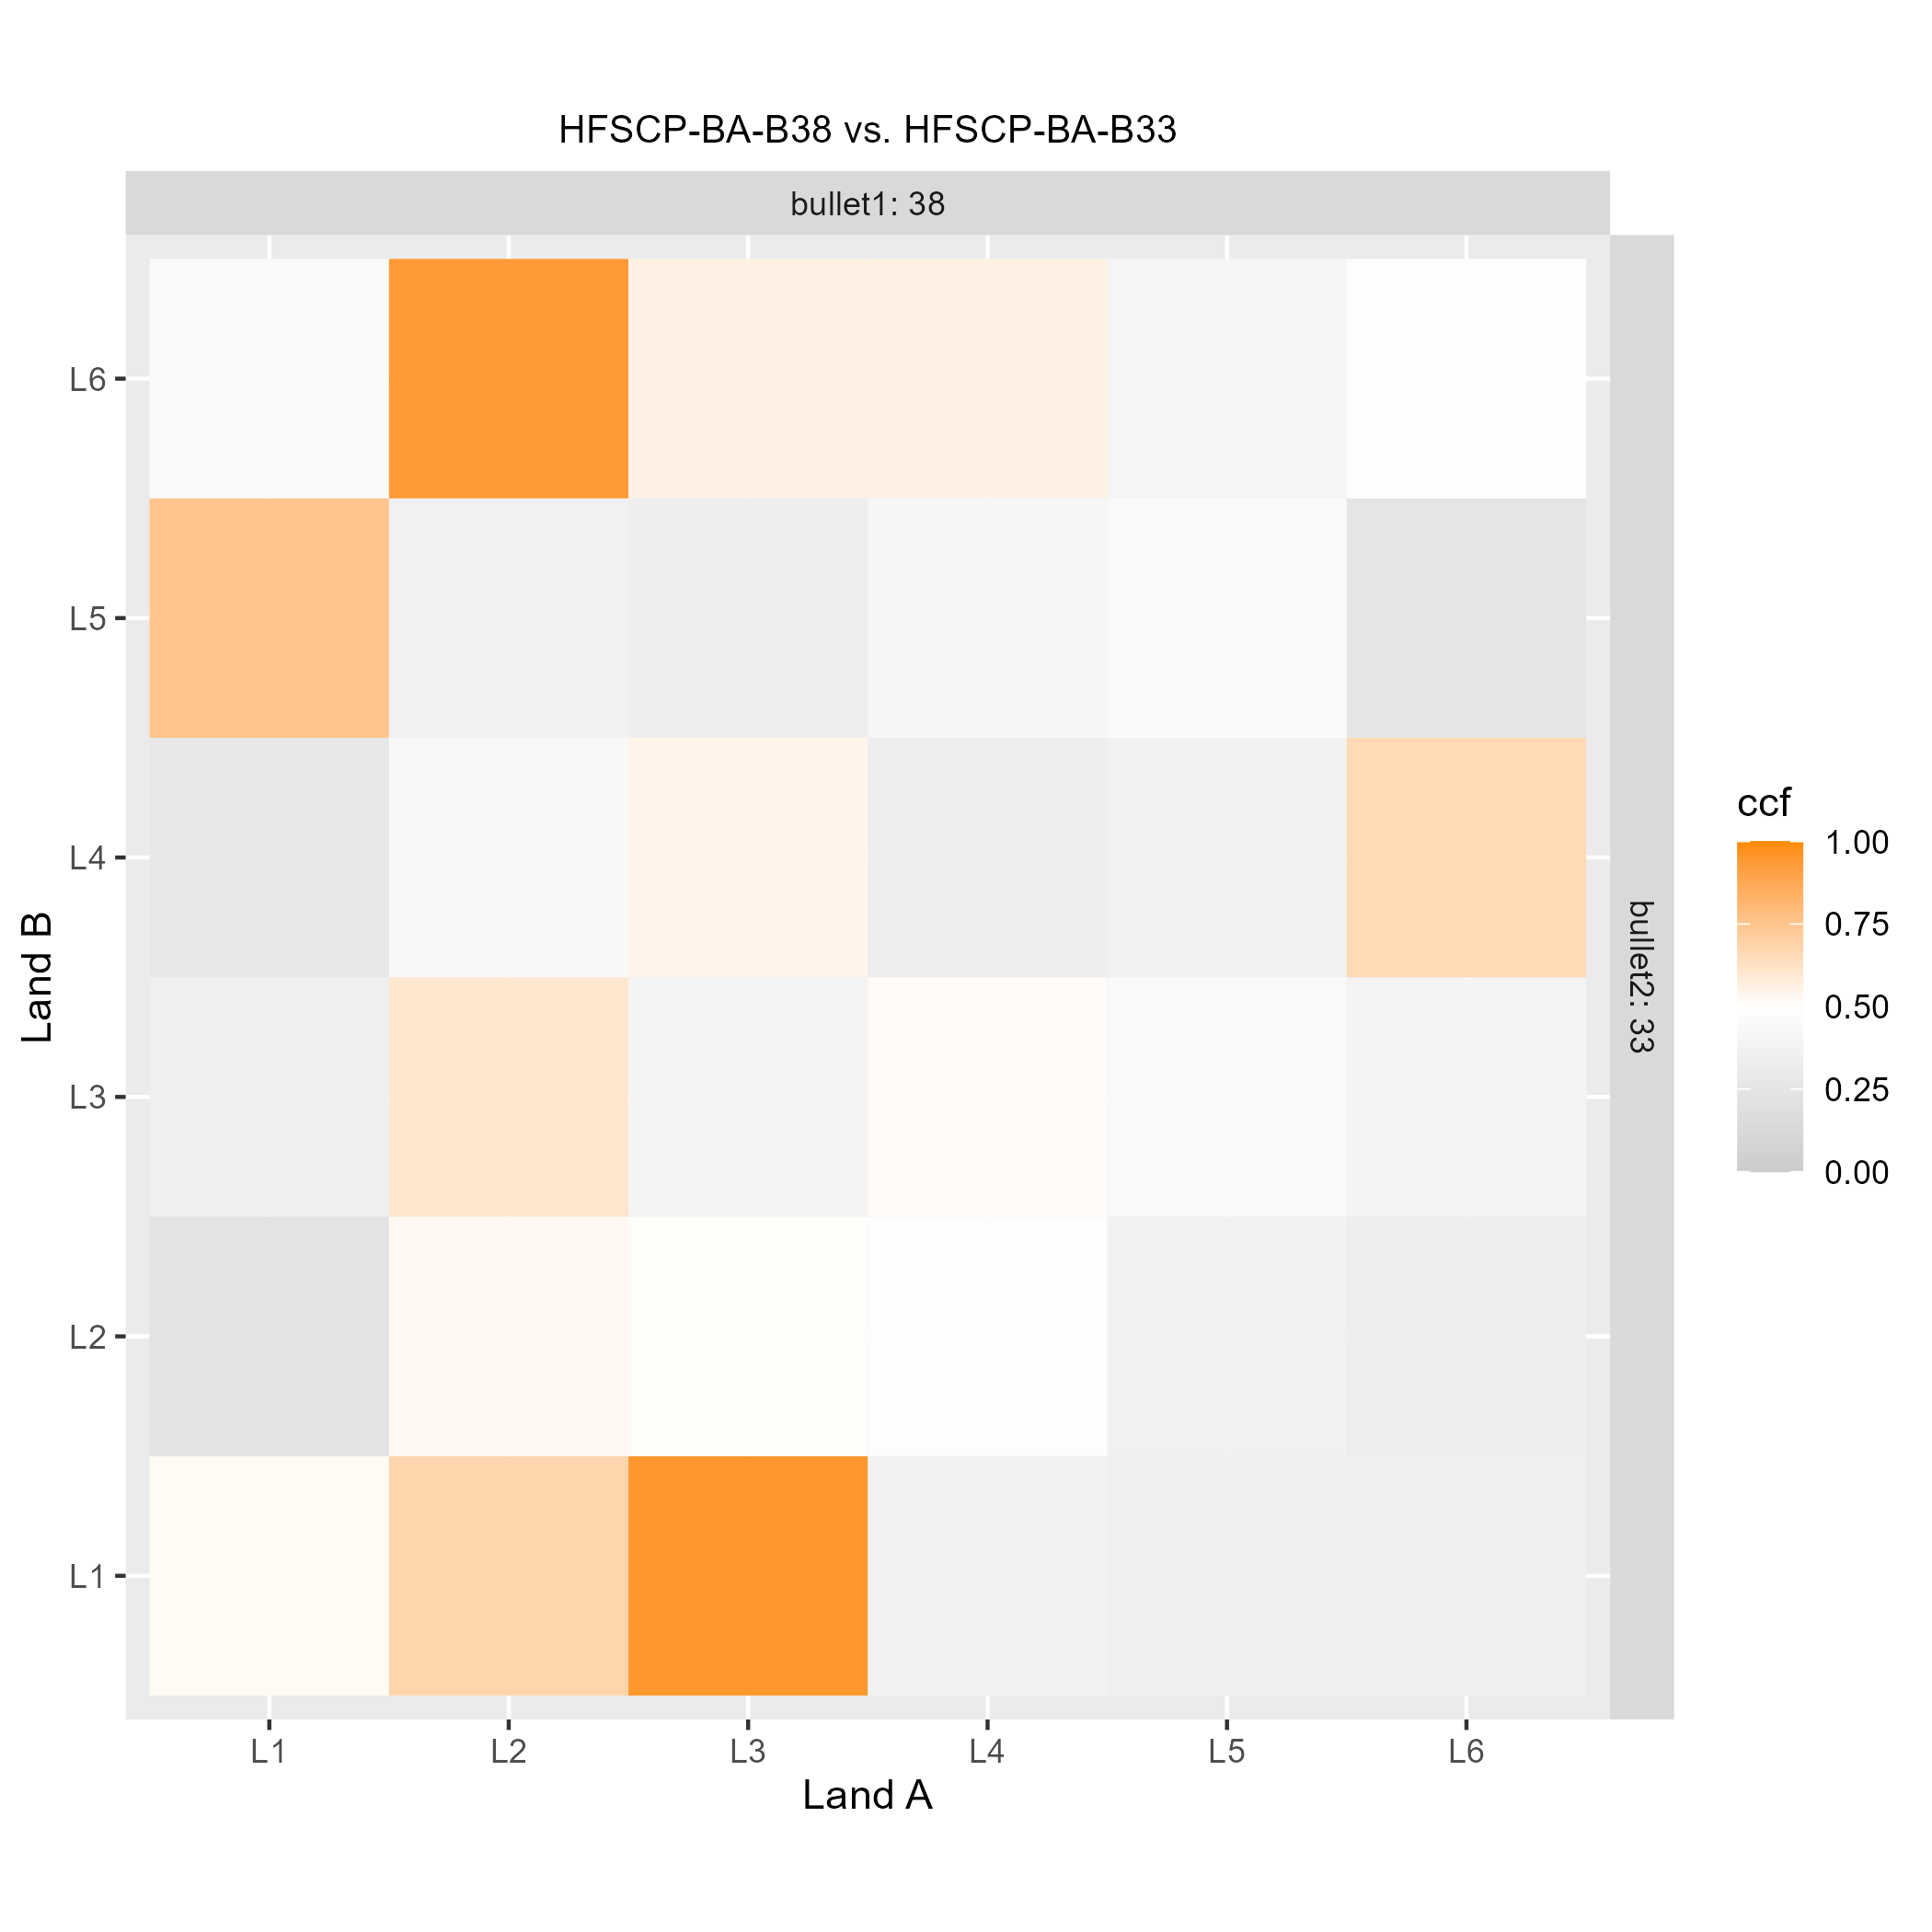 HFSCP-BA-B38 vs. HFSCP-BA-B33
bullet1: 38
L6
L5
L4
L3
L2
L1
Land B
bullet2: 33
L1 L2 L3 L4 L5 L6
Land A
ccf
1.00
0.75
0.50
0.25
0.00